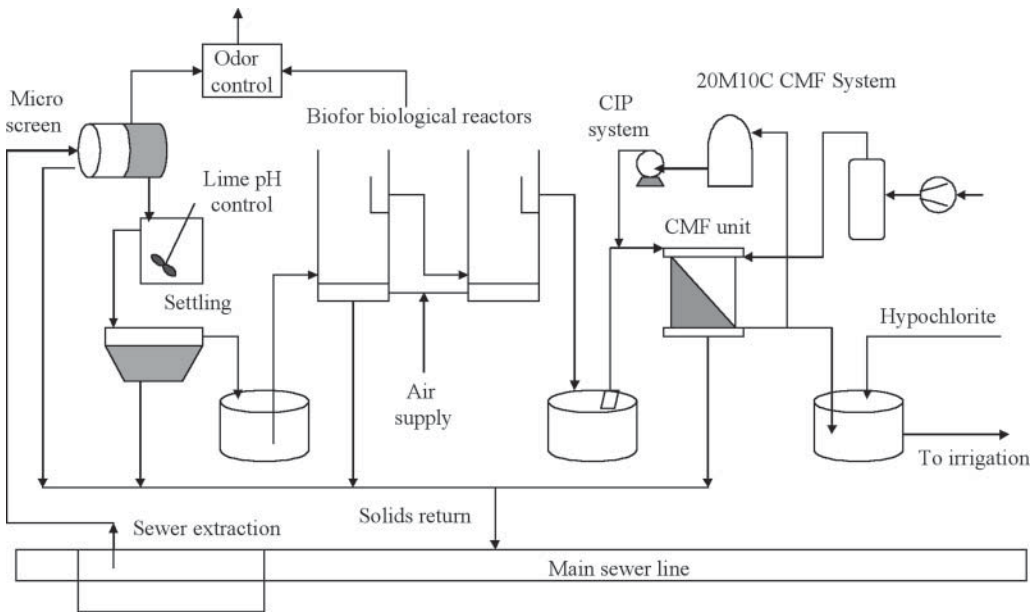 Odor
control
20M10C CMF System
Micro
screen
Biofor biological reactors
CIP
system
Lime pH
control
CMF unit
Settling
Hypochlorite
Air
supply
To irrigation
Solids return
Sewer extraction
Main sewer line